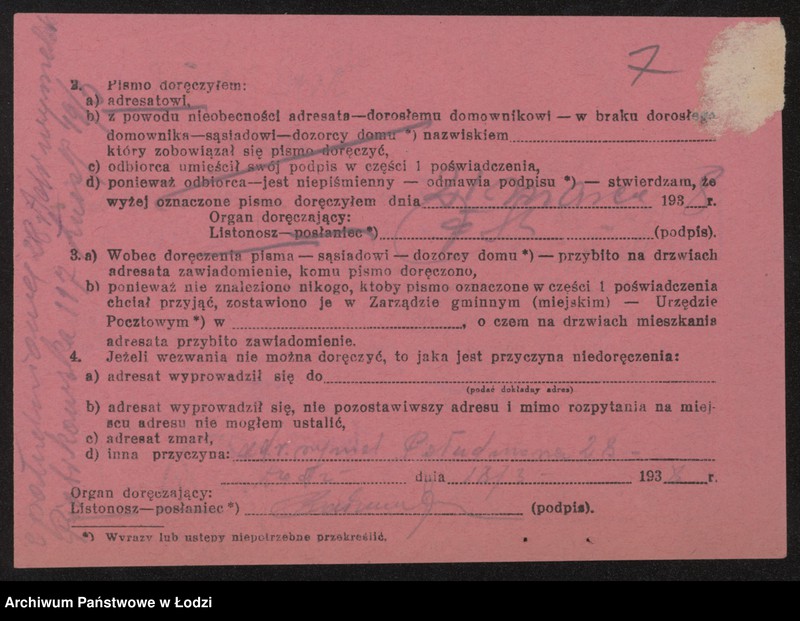 7
2. Pismo doręczyłem:
a) adresatowi,
b) z powodu nieobecności adresata—dorosłemu domownikowi — w braku dorosłego
domownika—sąsiadowi—dozorcy domu *) nazwiskiem
który zobowiązał się pismo doręczyć,
c) odbiorca umieścił swój podpis w części 1 poświadczenia,
d) ponieważ odbiorca—jest niepiśmienny — odmawia podpisu *) — stwierdzam, że
wyżej oznaczone pismo doręczyłem dnia 1938 r.
Organ doręczający:
Listonosz—posłaniec *) (podpis).
3. a) Wobec doręczenia pisma — sąsiadowi — dozorcy domu *) — przybito na drzwiach
adresata zawiadomienie, komu pismo doręczono,
b) ponieważ nie znaleziono nikogo, ktoby pismo oznaczone w części 1 poświadczenia
chciał przyjąć, zostawiono je w Zarządzie gminnym (miejskim) — Urzędzie
Pocztowym *) w , o czem na drzwiach mieszkania
adresata przybito zawiadomienie.
4. Jeżeli wezwania nie można doręczyć, to jaka jest przyczyna niedoręczenia:
a) adresat wyprowadził się do
(podać dokładny adres)
b) adresat wyprowadził się, nie pozostawiwszy adresu i mimo rozpytania na miej-
scu adresu nie mogłem ustalić,
c) adresat zmarł,
d) inna przyczyna: 28
dnia 1938 r.
Organ doręczający:
Listonosz—posłaniec *) (podpis).
*) Wyrazy lub ustępy niepotrzebne przekreślić.
Archiwum Państwowe w Łodzi